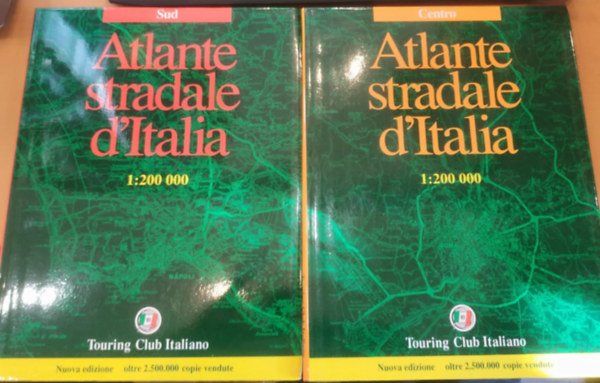 Sud
Atlante
stradale
d'Italia
1:200 000
NAPOLI
Touring Club Italiano
Nuova edizione oltre 2.500.000 copie vendute
Centro
Atlante
stradale
d'Italia
1:200 000
Touring Club Italiano
Nuova edizione oltre 2.500.000 copie vendute